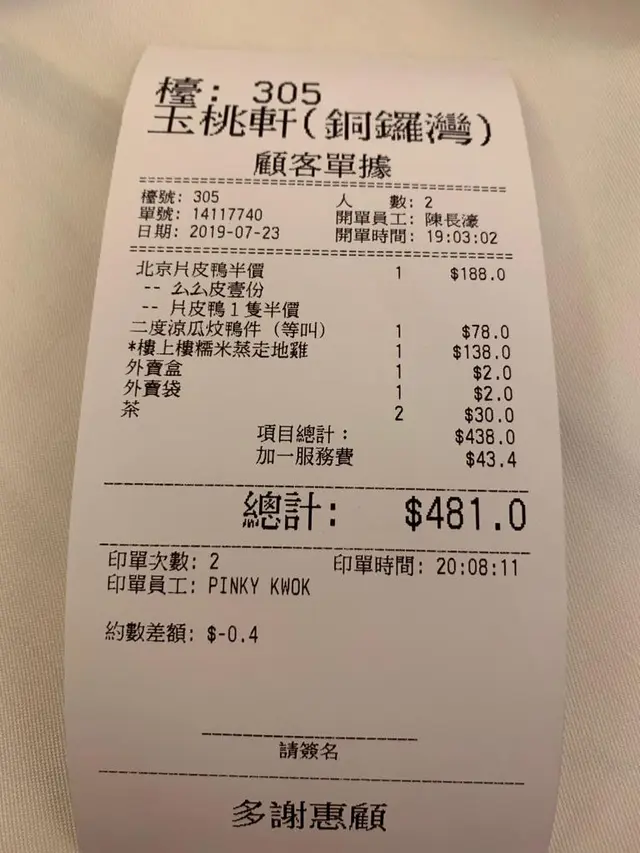 檯: 305
玉桃軒(銅鑼灣)
顧客單據
檯號: 305 人 數: 2
單號: 14117740 開單員工: 陳長濠
日期: 2019-07-23 開單時間: 19:03:02
北京片皮鴨半價 1 $188.0
-- 幺幺皮壹份
-- 片皮鴨1隻半價
二度涼瓜炆鴨件 (等叫) 1 $78.0
*樓上樓糯米蒸走地雞 1 $138.0
外賣盒 1 $2.0
外賣袋 1 $2.0
茶 2 $30.0
項目總計: $438.0
加一服務費 $43.4
總計: $481.0
印單次數: 2 印單時間: 20:08:11
印單員工: PINKY KWOK
約數差額: $-0.4
請簽名
多謝惠顧